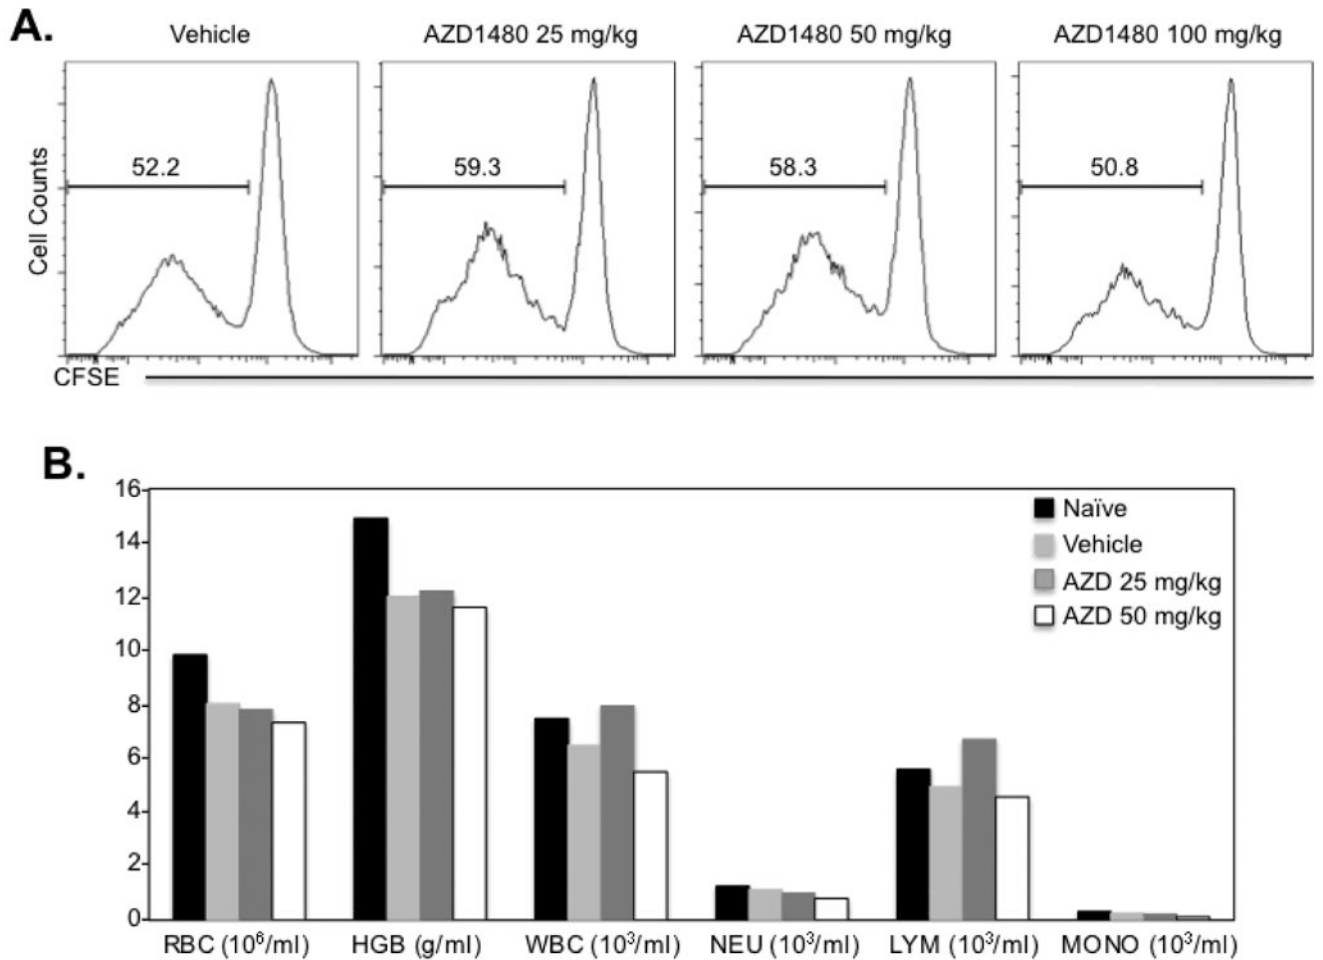 A.
Vehicle
AZD1480 25 mg/kg
AZD1480 50 mg/kg
AZD1480 100 mg/kg
Cell Counts
52.2
59.3
58.3
50.8
CFSE
B.
16
14
12
10
8
6
4
2
0
Naïve
Vehicle
AZD 25 mg/kg
AZD 50 mg/kg
RBC (10⁶/ml)
HGB (g/ml)
WBC (10³/ml)
NEU (10³/ml)
LYM (10³/ml)
MONO (10³/ml)